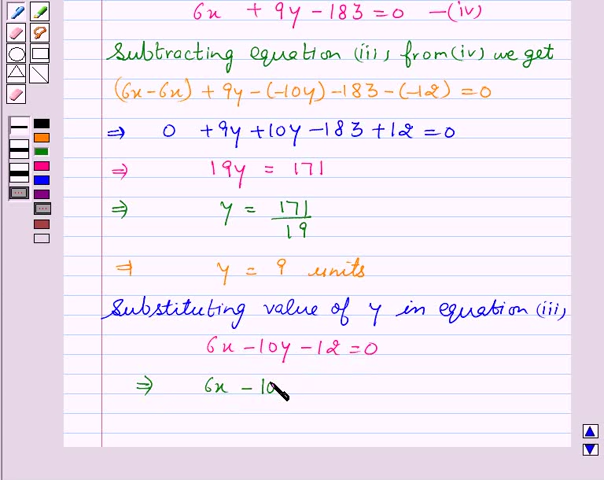 6x + 9y - 183 = 0 -(iv)
Subtracting equation (iii) from (iv) we get
(6x - 6x) + 9y - (-10y) - 183 - (-12) = 0
⇒ 0 + 9y + 10y - 183 + 12 = 0
⇒ 19y = 171
⇒ y = 171/19
⇒ y = 9 units
Substituting value of y in equation (iii),
6x - 10y - 12 = 0
⇒ 6x - 10